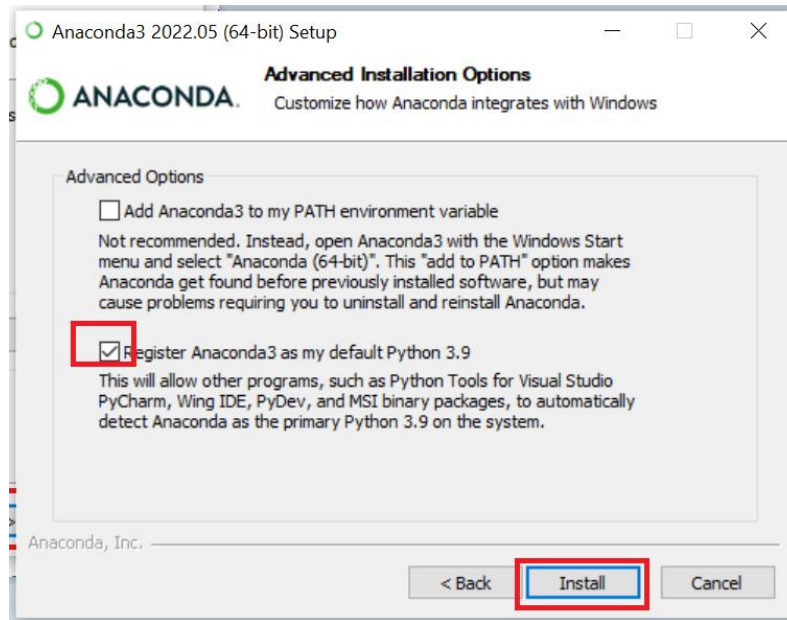 Anaconda3 2022.05 (64-bit) Setup
ANACONDA.
Advanced Installation Options
Customize how Anaconda integrates with Windows
Advanced Options
Add Anaconda3 to my PATH environment variable
Not recommended. Instead, open Anaconda3 with the Windows Start
menu and select "Anaconda (64-bit)". This "add to PATH" option makes
Anaconda get found before previously installed software, but may
cause problems requiring you to uninstall and reinstall Anaconda.
Register Anaconda3 as my default Python 3.9
This will allow other programs, such as Python Tools for Visual Studio
PyCharm, Wing IDE, PyDev, and MSI binary packages, to automatically
detect Anaconda as the primary Python 3.9 on the system.
Anaconda, Inc.
< Back
Install
Cancel